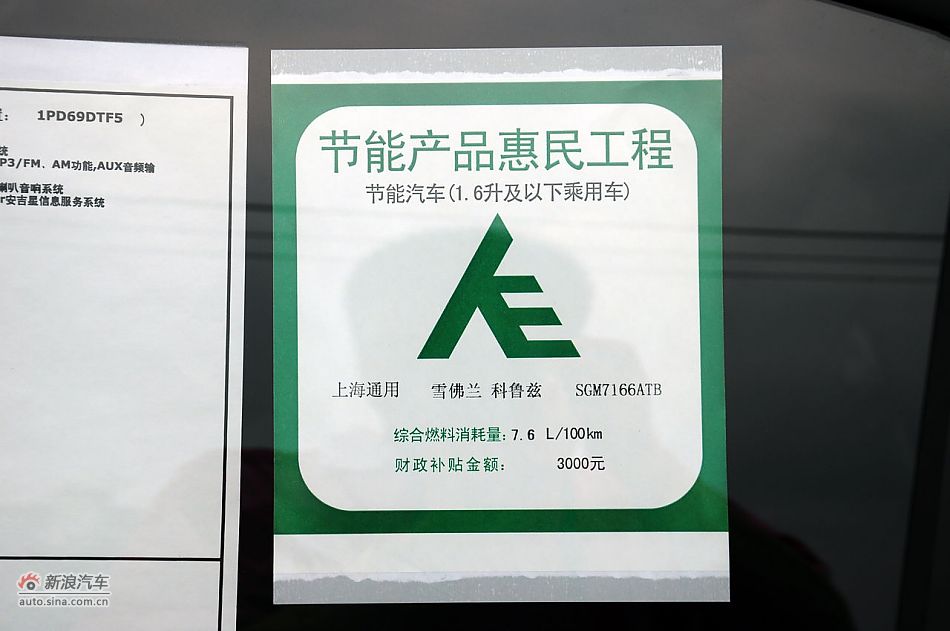 1PD69DTF5 )
统
P3/FM、AM功能,AUX音频输
喇叭音响系统
r安吉星信息服务系统
节能产品惠民工程
节能汽车(1.6升及以下乘用车)
上海通用 雪佛兰 科鲁兹 SGM7166ATB
综合燃料消耗量: 7.6 L/100km
财政补贴金额: 3000元
新浪汽车
auto.sina.com.cn